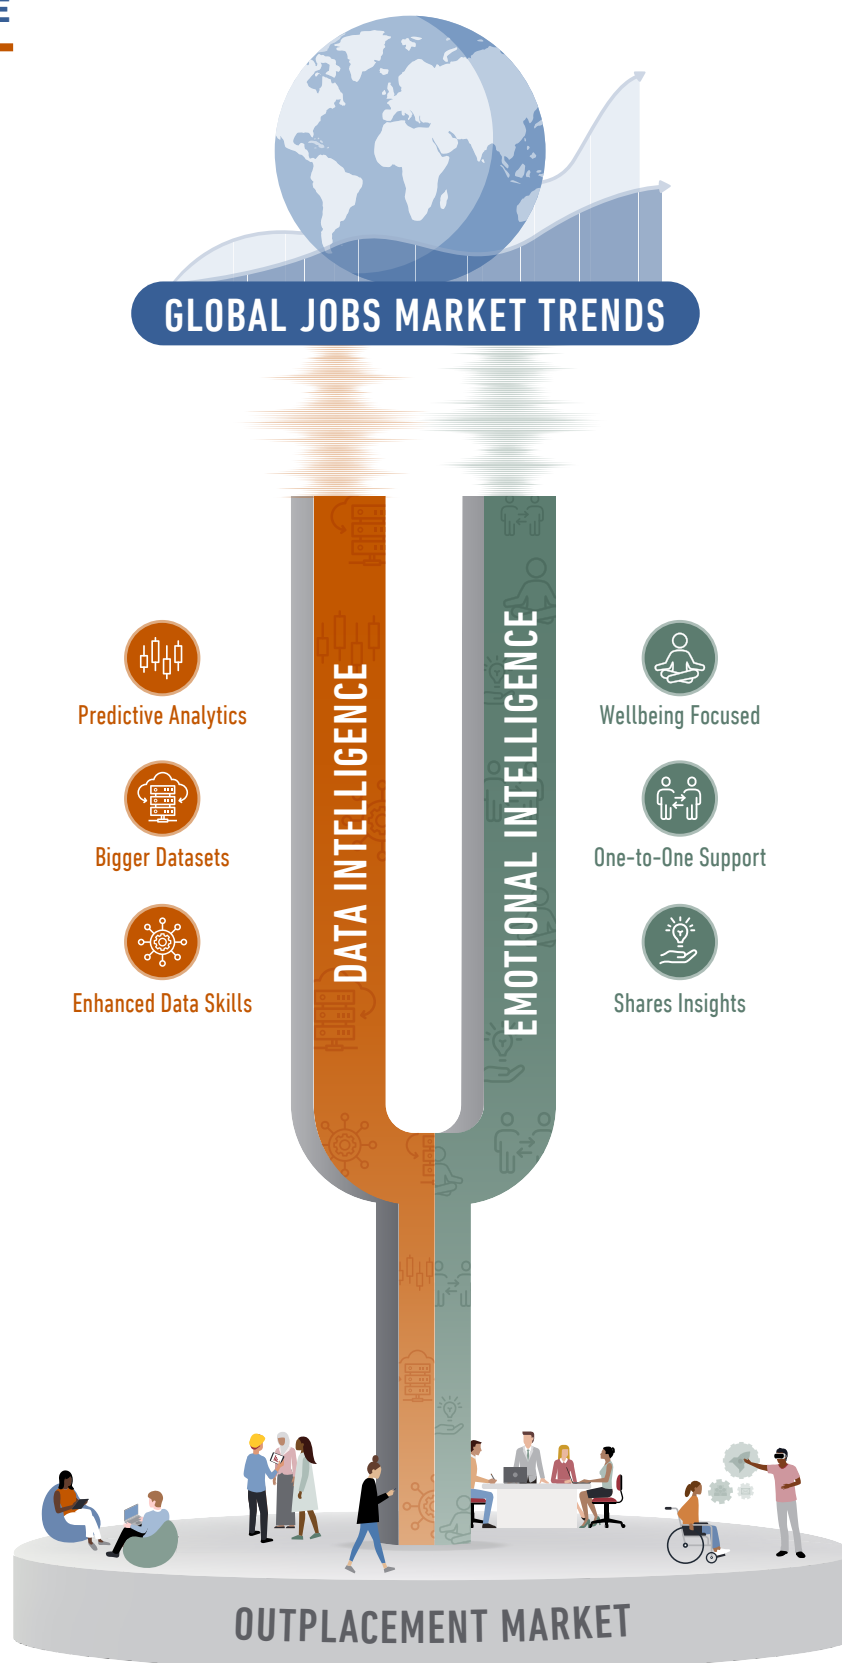 E
GLOBAL JOBS MARKET TRENDS
DATA INTELLIGENCE
EMOTIONAL INTELLIGENCE
Predictive Analytics
Bigger Datasets
Enhanced Data Skills
Wellbeing Focused
One-to-One Support
Shares Insights
OUTPLACEMENT MARKET